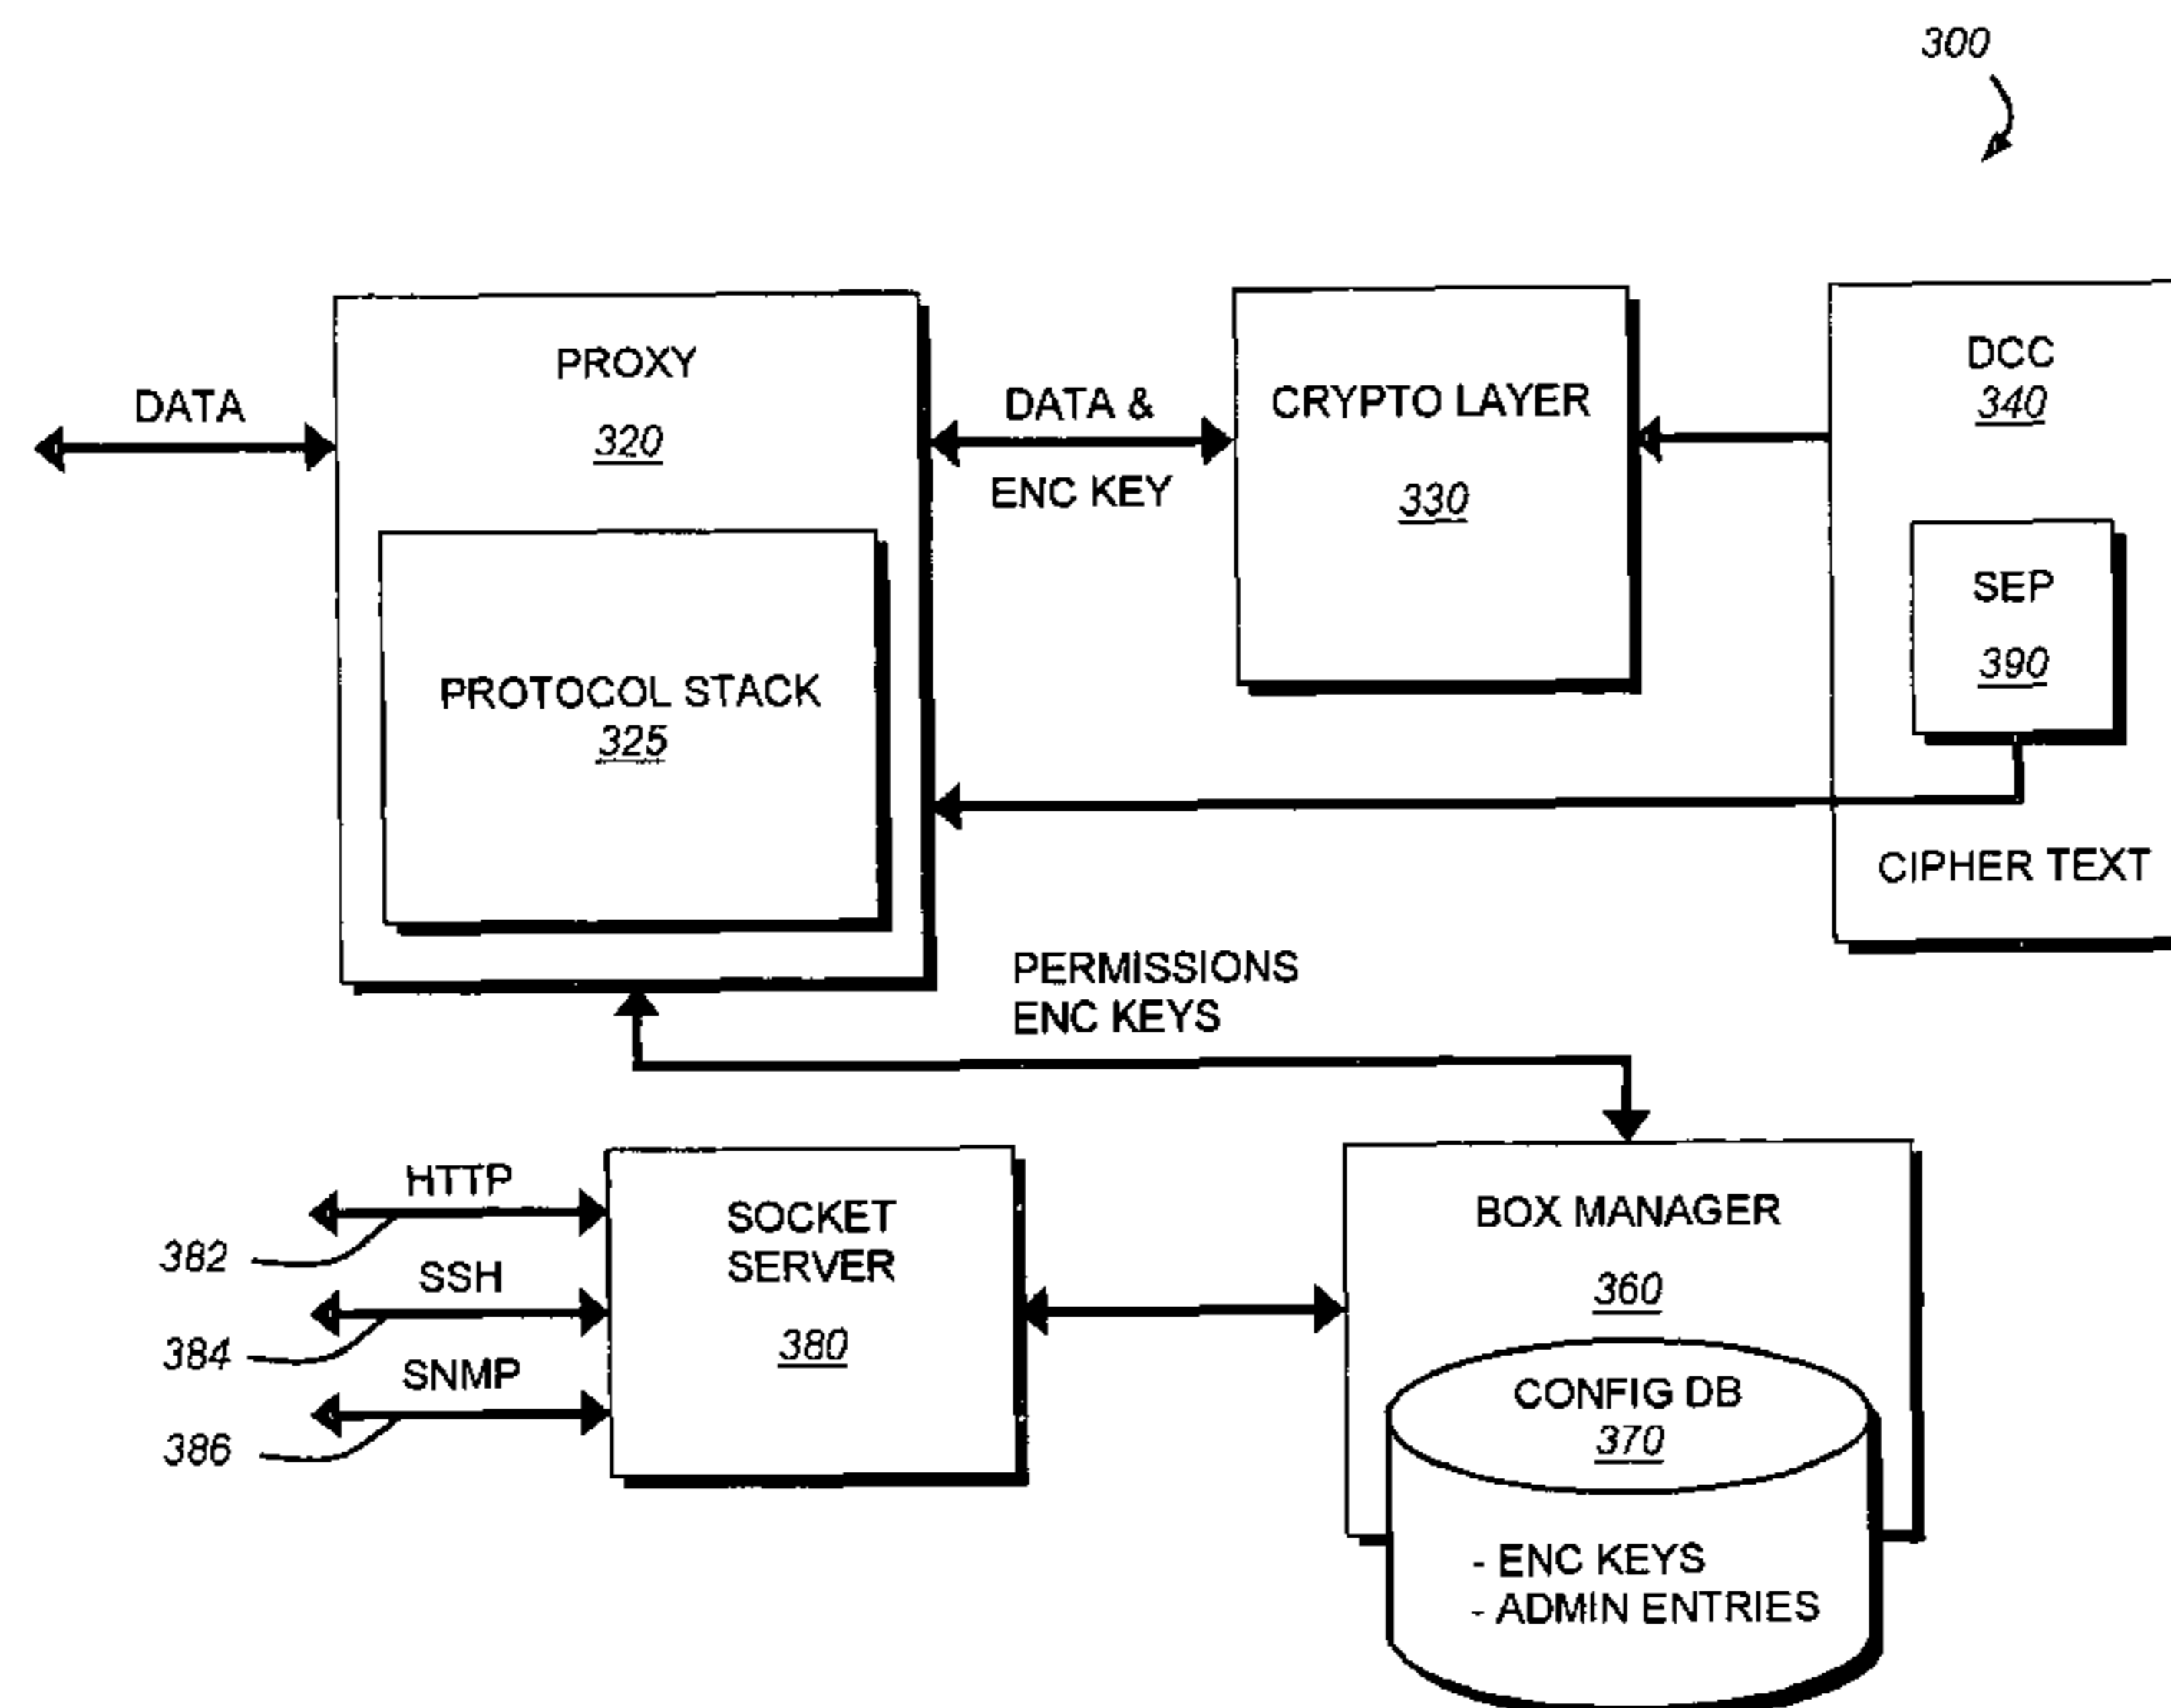 300
PROXY
320
DATA
DATA &
ENC KEY
CRYPTO LAYER
330
DCC
340
SEP
390
PROTOCOL STACK
325
CIPHER TEXT
PERMISSIONS
ENC KEYS
HTTP
382
SSH
384
SNMP
386
SOCKET
SERVER
380
BOX MANAGER
360
CONFIG DB
370
- ENC KEYS
- ADMIN ENTRIES